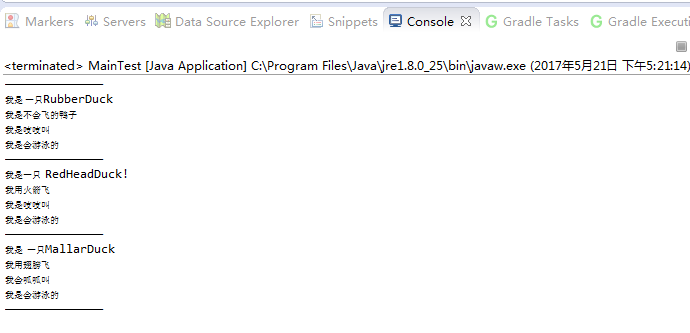 Markers Servers Data Source Explorer Snippets Console Gradle Tasks Gradle Executi
<terminated> MainTest [Java Application] C:\Program Files\Java\jre1.8.0_25\bin\javaw.exe (2017年5月21日 下午5:21:14)
———————————————
我是一只RubberDuck
我是不会飞的鸭子
我是吱吱叫
我是会游泳的
———————————————
我是一只 RedHeadDuck!
我用火箭飞
我是吱吱叫
我是会游泳的
———————————————
我是 一只MallarDuck
我用翅膀飞
我会呱呱叫
我是会游泳的
———————————————